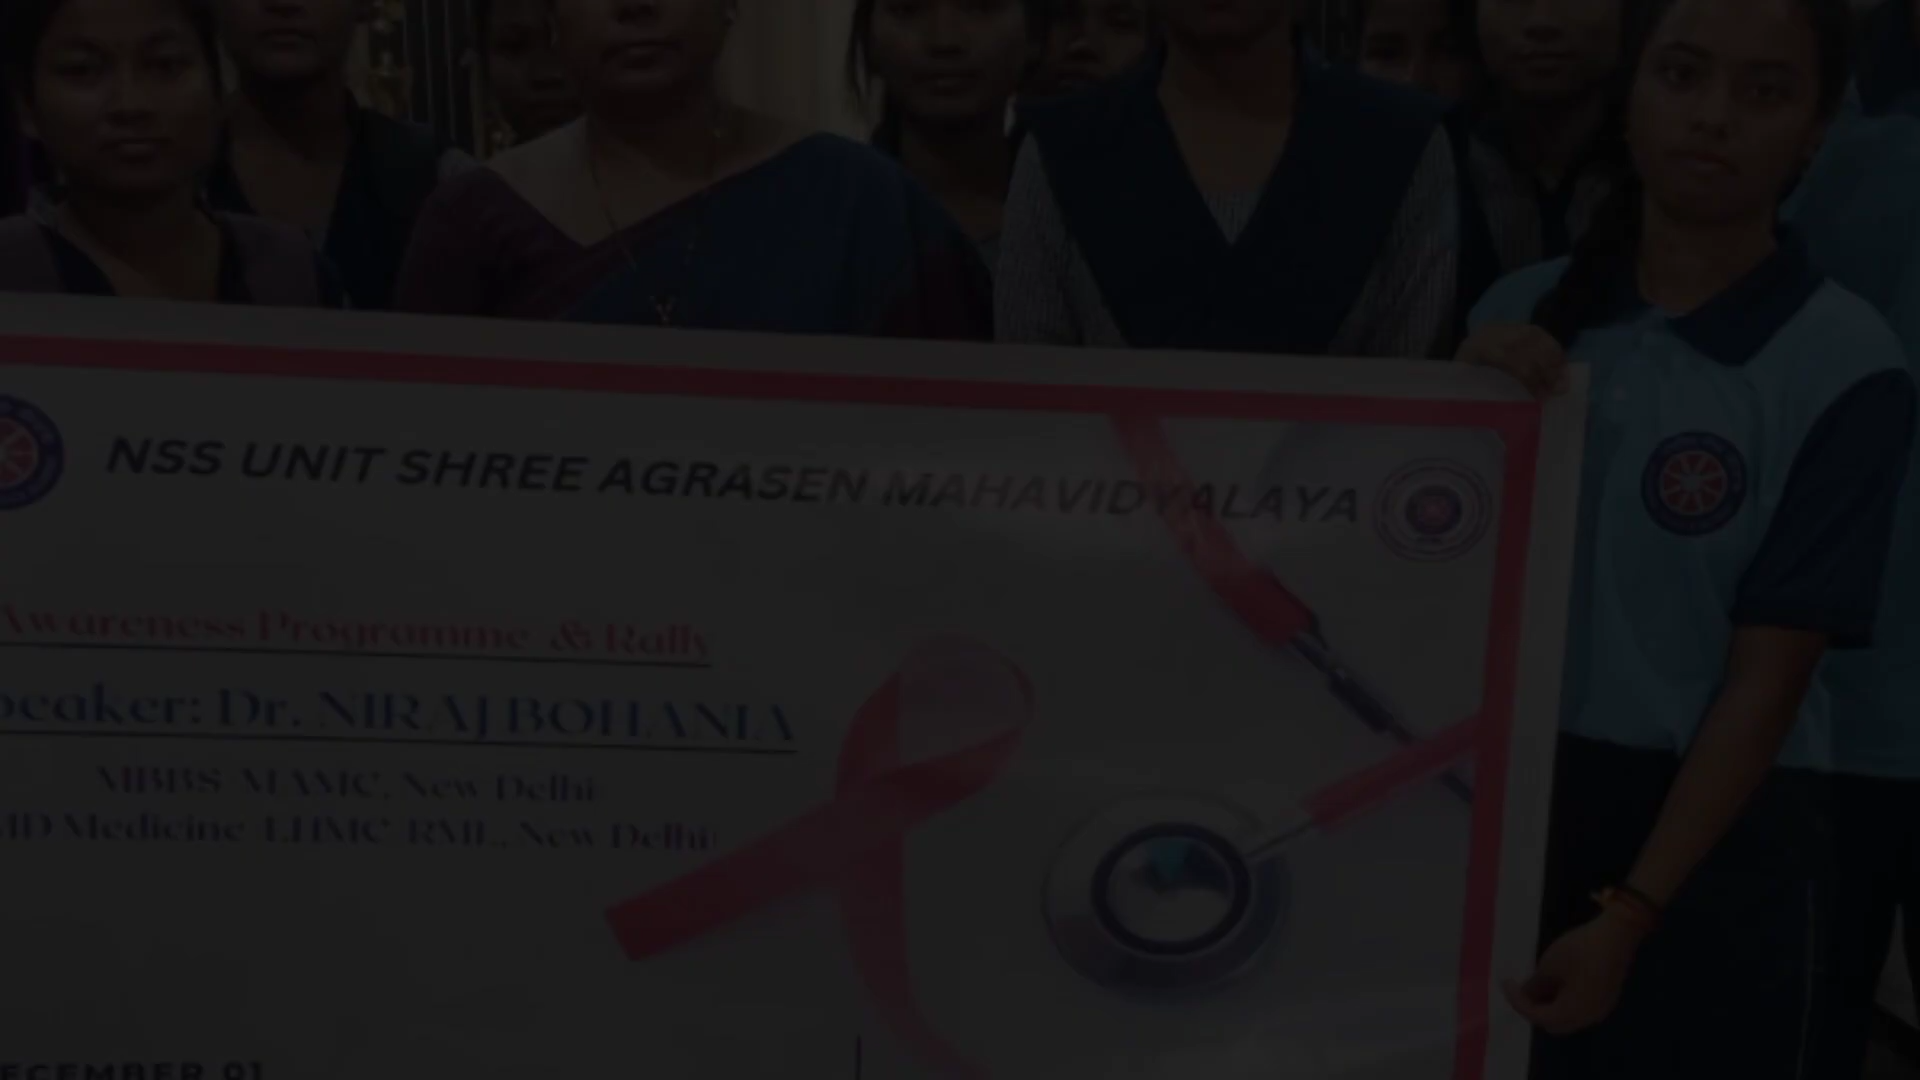 NSS UNIT SHREE AGRASEN MAHAVIDYALAYA
Awareness Programme & Rally
peaker: Dr. NIRAJ BOHANIA
MBBS MAMC, New Delhi
MD Medicine LHMC RML, New Delhi
ECEMBER 01